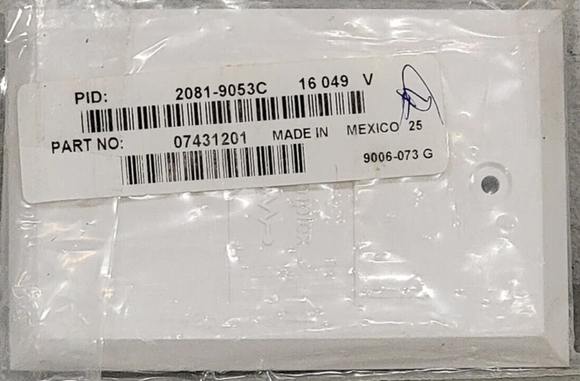 PID: 2081-9053C 16 049 V
PART NO: 07431201 MADE IN MEXICO 25
9006-073 G